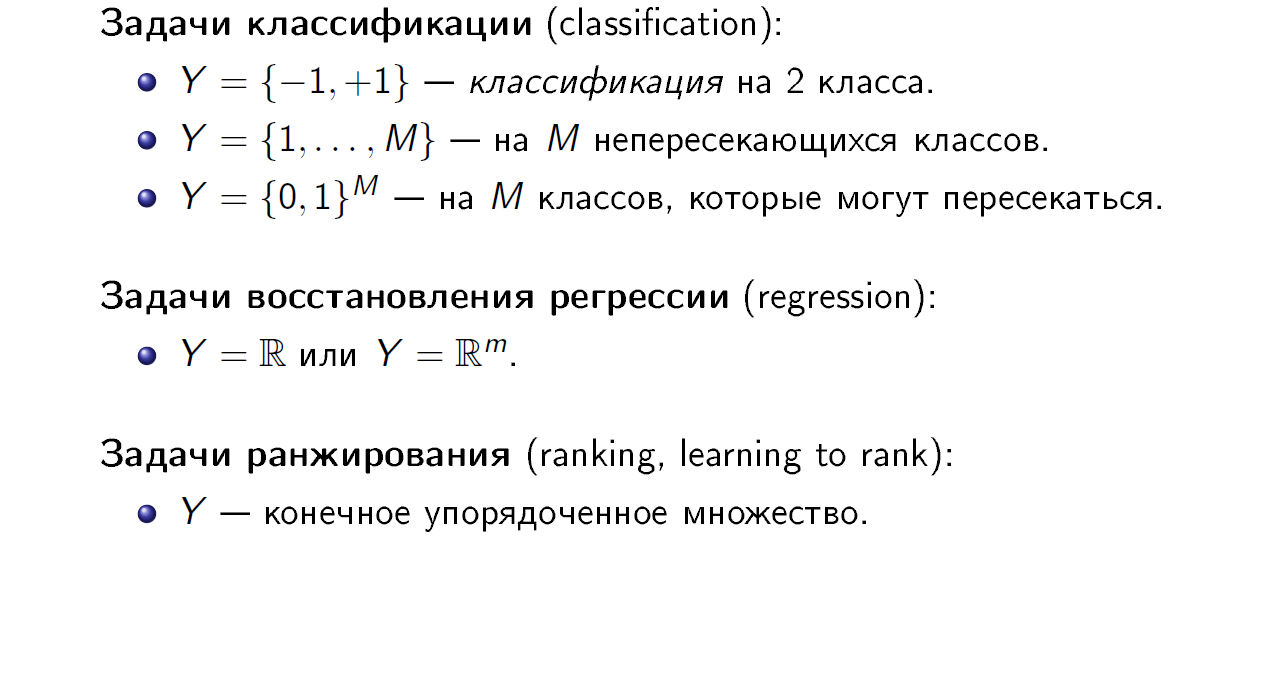 Задачи классификации (classification):
Y = {−1, +1} — классификация на 2 класса.
Y = {1, . . . , M} — на M непересекающихся классов.
Y = {0, 1}^M — на M классов, которые могут пересекаться.
Задачи восстановления регрессии (regression):
Y = ℝ или Y = ℝ^m.
Задачи ранжирования (ranking, learning to rank):
Y — конечное упорядоченное множество.